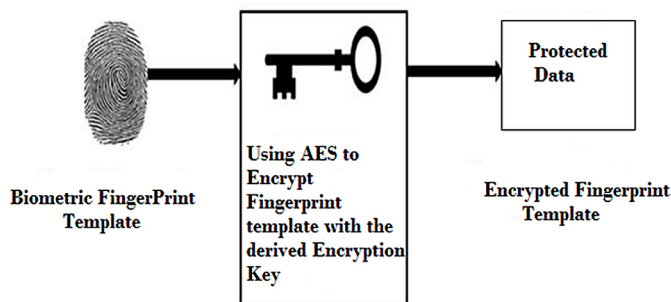 Biometric FingerPrint
Template
Using AES to
Encrypt
Fingerprint
template with the
derived Encryption
Key
Protected
Data
Encrypted Fingerprint
Template